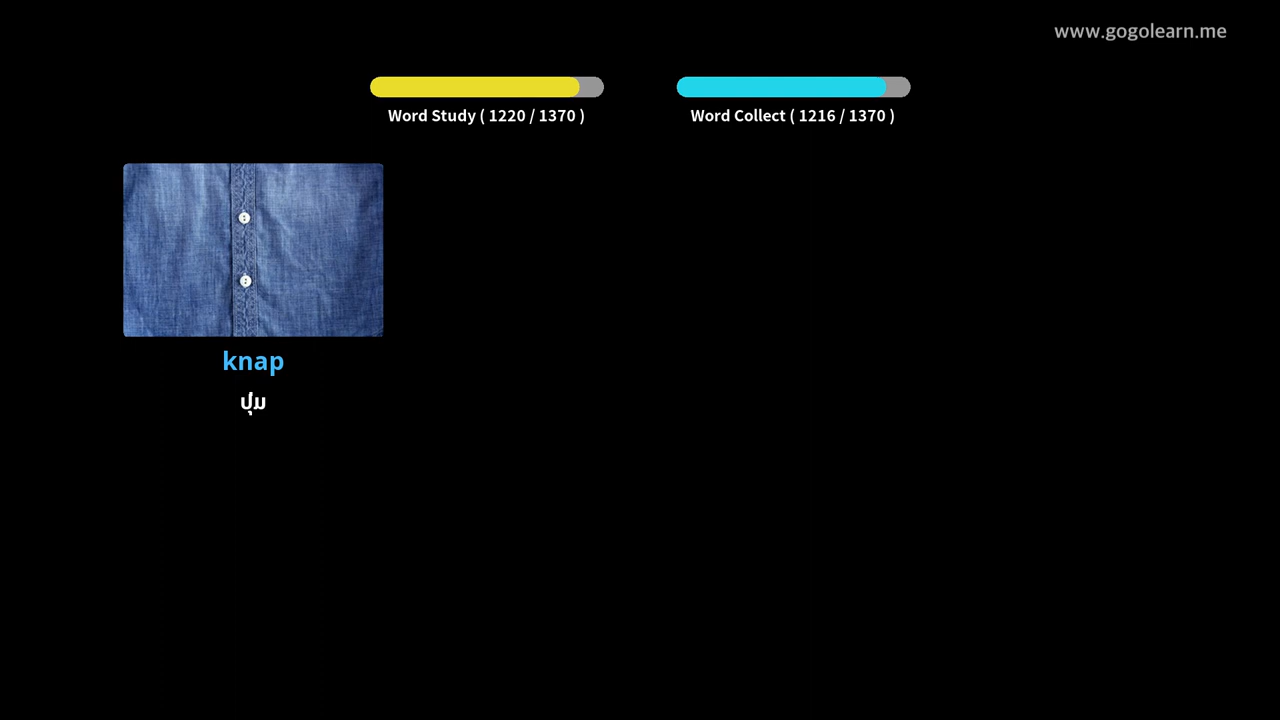 www.gogolearn.me
Word Study ( 1220 / 1370 )
Word Collect ( 1216 / 1370 )
knap
ปุ่ม